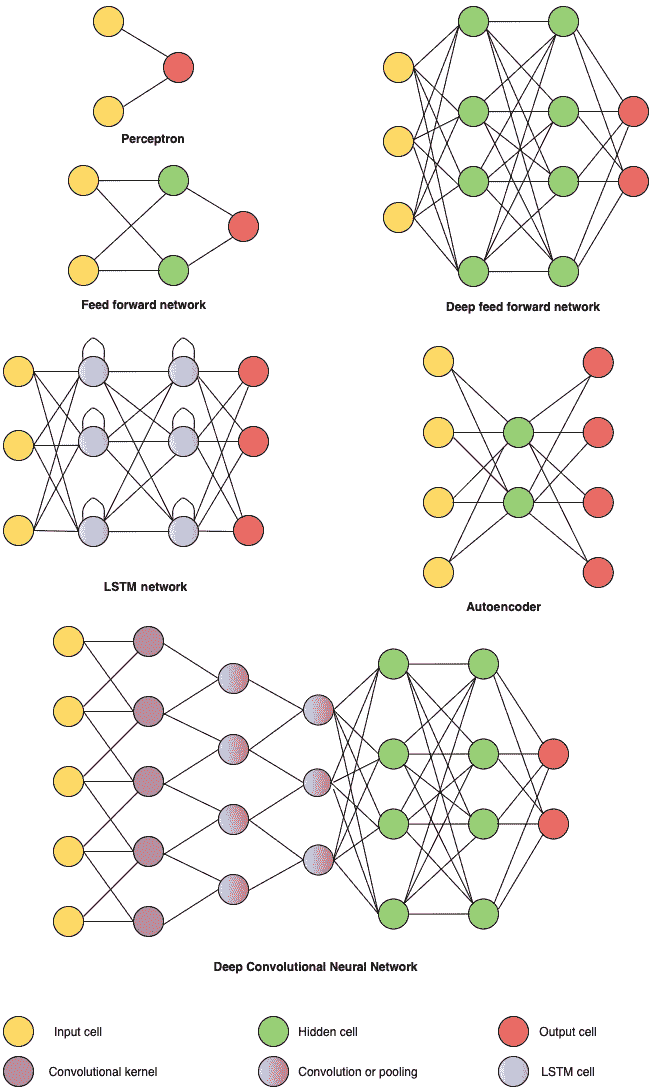 Perceptron
Feed forward network
Deep feed forward network
LSTM network
Autoencoder
Deep Convolutional Neural Network
Input cell
Hidden cell
Output cell
Convolutional kernel
Convolution or pooling
LSTM cell